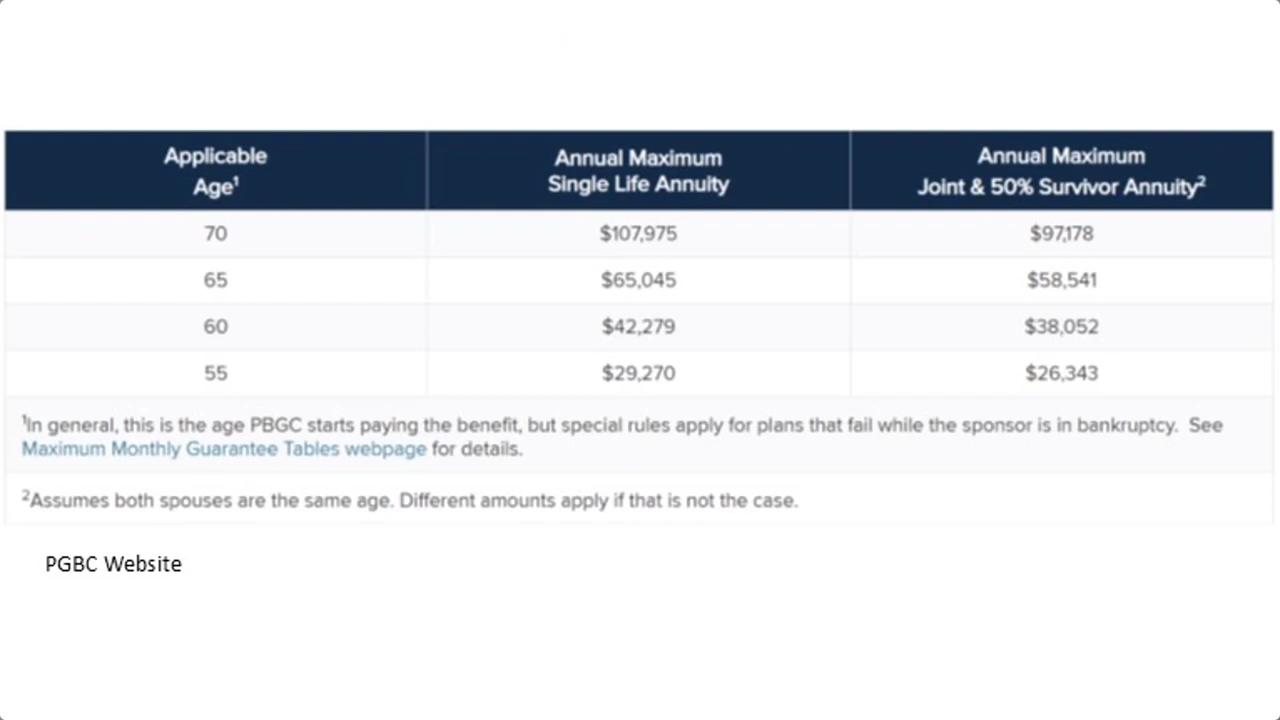 Applicable Age¹
Annual Maximum Single Life Annuity
Annual Maximum Joint & 50% Survivor Annuity²
70 $107,975 $97,178
65 $65,045 $58,541
60 $42,279 $38,052
55 $29,270 $26,343
¹In general, this is the age PBGC starts paying the benefit, but special rules apply for plans that fail while the sponsor is in bankruptcy. See
Maximum Monthly Guarantee Tables webpage for details.
²Assumes both spouses are the same age. Different amounts apply if that is not the case.
PGBC Website